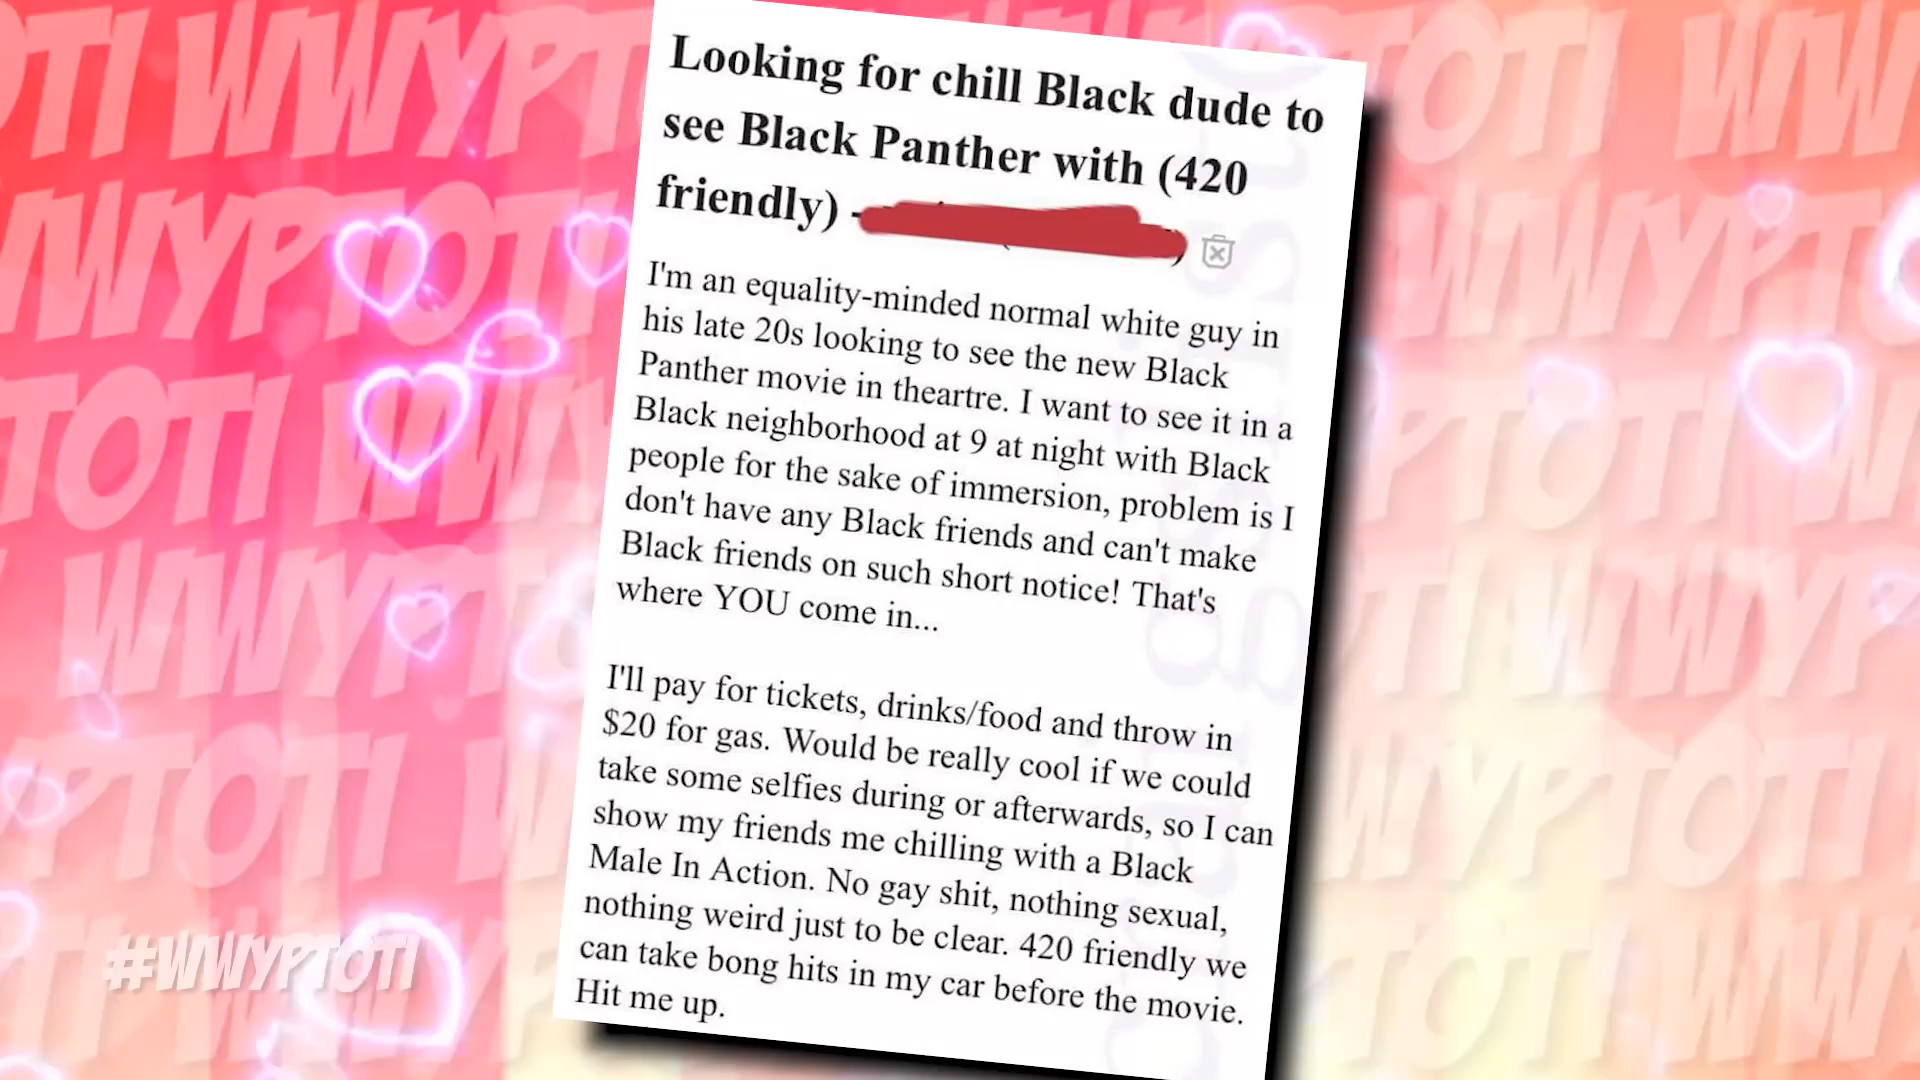 Looking for chill Black dude to
see Black Panther with (420
friendly) -
I'm an equality-minded normal white guy in
his late 20s looking to see the new Black
Panther movie in theartre. I want to see it in a
Black neighborhood at 9 at night with Black
people for the sake of immersion, problem is I
don't have any Black friends and can't make
Black friends on such short notice! That's
where YOU come in...
I'll pay for tickets, drinks/food and throw in
$20 for gas. Would be really cool if we could
take some selfies during or afterwards, so I can
show my friends me chilling with a Black
Male In Action. No gay shit, nothing sexual,
nothing weird just to be clear. 420 friendly we
can take bong hits in my car before the movie.
Hit me up.
#WWYPTOTI